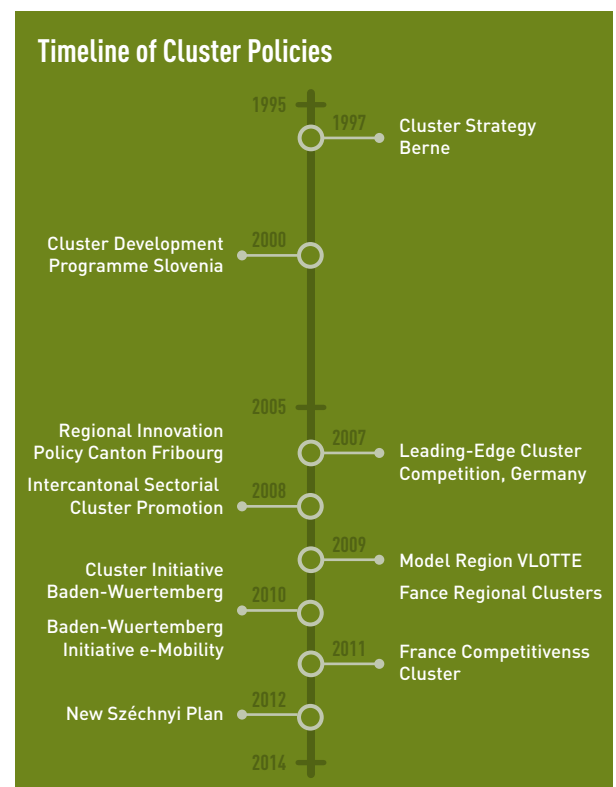 Timeline of Cluster Policies
1995
1997
Cluster Strategy
Berne
2000
Cluster Development
Programme Slovenia
2005
Regional Innovation
Policy Canton Fribourg
2007
Leading-Edge Cluster
Competition, Germany
Intercantonal Sectorial
Cluster Promotion
2008
2009
Model Region VLOTTE
Fance Regional Clusters
Cluster Initiative
Baden-Wuertemberg
2010
Baden-Wuertemberg
Initiative e-Mobility
2011
France Competitivenss
Cluster
2012
New Széchnyi Plan
2014